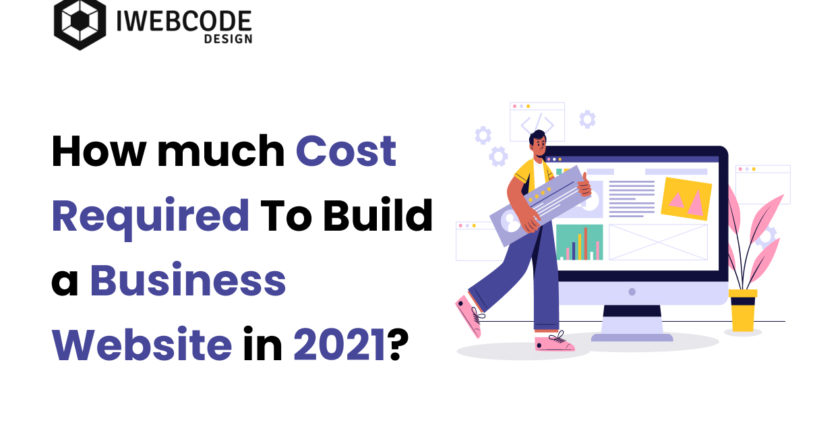 IWEBCODE
DESIGN
How much Cost
Required To Build
a Business
Website in 2021?